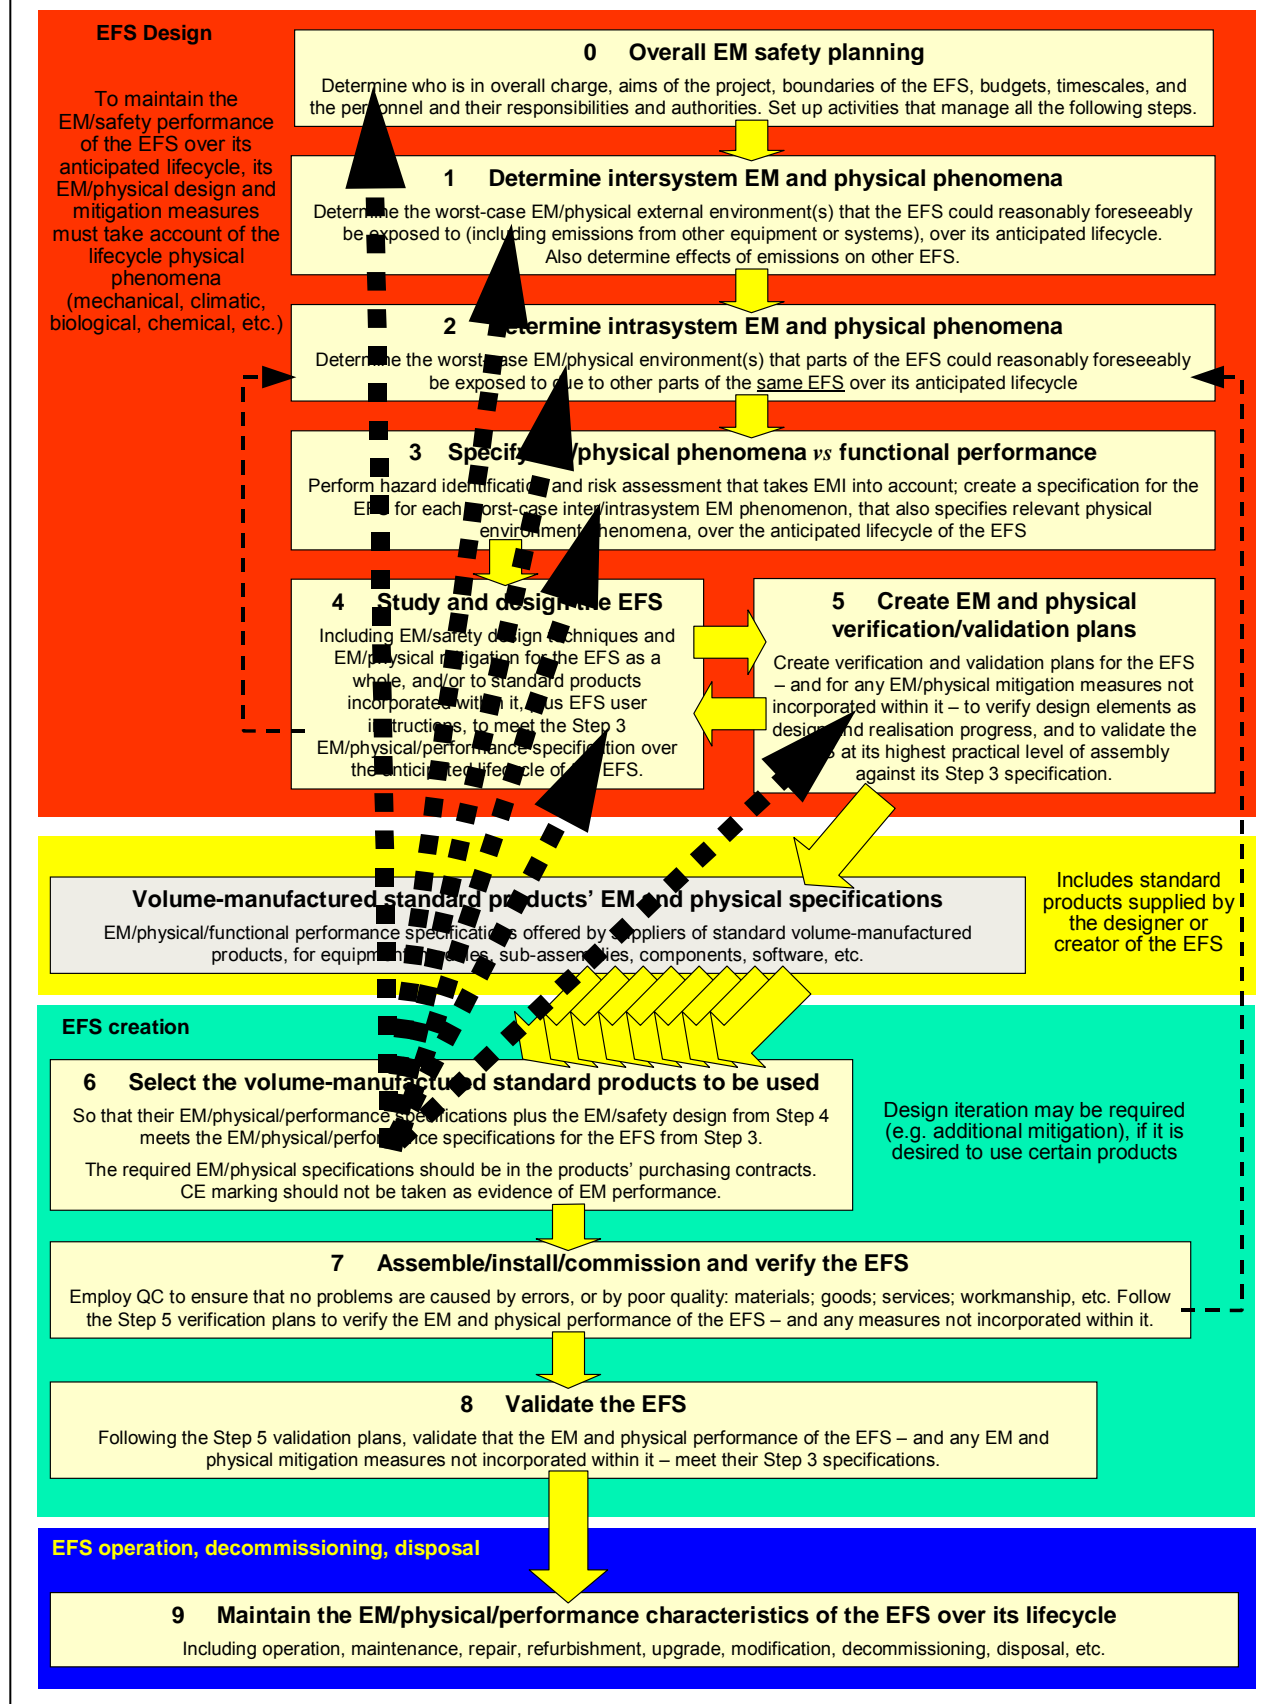 EFS Design
To maintain the
EM/safety performance
of the EFS over its
anticipated lifecycle, its
EM/physical design and
mitigation measures
must take account of the
lifecycle physical
phenomena
(mechanical, climatic,
biological, chemical, etc.)
0 Overall EM safety planning
Determine who is in overall charge, aims of the project, boundaries of the EFS, budgets, timescales, and
the personnel and their responsibilities and authorities. Set up activities that manage all the following steps.
1 Determine intersystem EM and physical phenomena
Determine the worst-case EM/physical external environment(s) that the EFS could reasonably foreseeably
be exposed to (including emissions from other equipment or systems), over its anticipated lifecycle.
Also determine effects of emissions on other EFS.
2 Determine intrasystem EM and physical phenomena
Determine the worst-case EM/physical environment(s) that parts of the EFS could reasonably foreseeably
be exposed to due to other parts of the same EFS over its anticipated lifecycle
3 Specify /physical phenomena vs functional performance
Perform hazard identification and risk assessment that takes EMI into account; create a specification for the
EFS for each worst-case inter/intrasystem EM phenomenon, that also specifies relevant physical
environment phenomena, over the anticipated lifecycle of the EFS
4 Study and design the EFS
Including EM/safety design techniques and
EM/physical mitigation for the EFS as a
whole, and/or to standard products
incorporated within it, plus EFS user
instructions, to meet the Step 3
EM/physical/performance specification over
the anticipated lifecycle of the EFS.
5 Create EM and physical
verification/validation plans
Create verification and validation plans for the EFS
– and for any EM/physical mitigation measures not
incorporated within it – to verify design elements as
design and realisation progress, and to validate the
at its highest practical level of assembly
against its Step 3 specification.
Volume-manufactured standard products’ EM and physical specifications
EM/physical/functional performance specifications offered by suppliers of standard volume-manufactured
products, for equipment, sub-assemblies, components, software, etc.
Includes standard
products supplied by
the designer or
creator of the EFS
EFS creation
6 Select the volume-manufactured standard products to be used
So that their EM/physical/performance specifications plus the EM/safety design from Step 4
meets the EM/physical/performance specifications for the EFS from Step 3.
The required EM/physical specifications should be in the products’ purchasing contracts.
CE marking should not be taken as evidence of EM performance.
Design iteration may be required
(e.g. additional mitigation), if it is
desired to use certain products
7 Assemble/install/commission and verify the EFS
Employ QC to ensure that no problems are caused by errors, or by poor quality: materials; goods; services; workmanship, etc. Follow
the Step 5 verification plans to verify the EM and physical performance of the EFS – and any measures not incorporated within it.
8 Validate the EFS
Following the Step 5 validation plans, validate that the EM and physical performance of the EFS – and any EM and
physical mitigation measures not incorporated within it – meet their Step 3 specifications.
EFS operation, decommissioning, disposal
9 Maintain the EM/physical/performance characteristics of the EFS over its lifecycle
Including operation, maintenance, repair, refurbishment, upgrade, modification, decommissioning, disposal, etc.